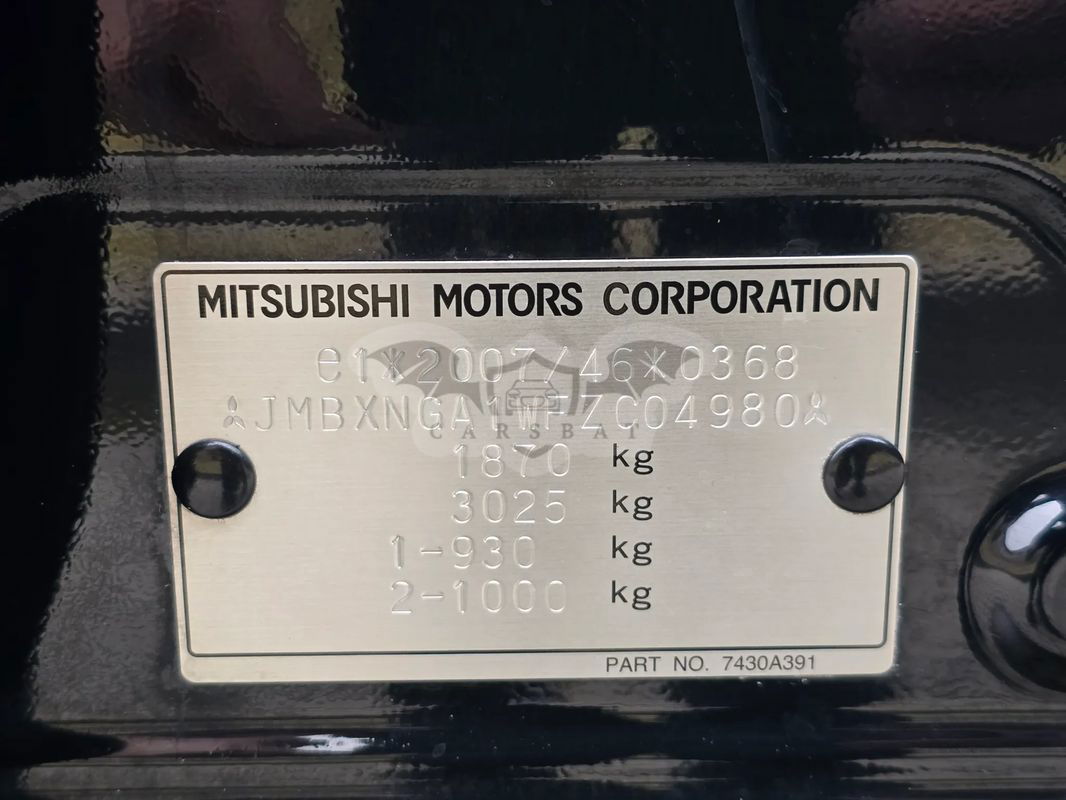 MITSUBISHI MOTORS CORPORATION
e1*2007/46*0368
JMBXNGA1WFZC04980
CARSBAT
1870 kg
3025 kg
1-930 kg
2-1000 kg
PART NO. 7430A391